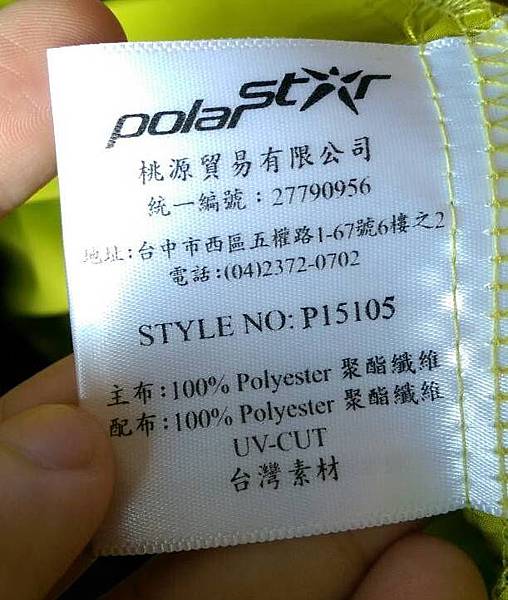 polarstar
桃源貿易有限公司
統一編號：27790956
地址:台中市西區五權路1-67號6樓之2
電話:(04)2372-0702
STYLE NO: P15105
主布:100% Polyester 聚酯纖維
配布:100% Polyester 聚酯纖維
UV-CUT
台灣素材